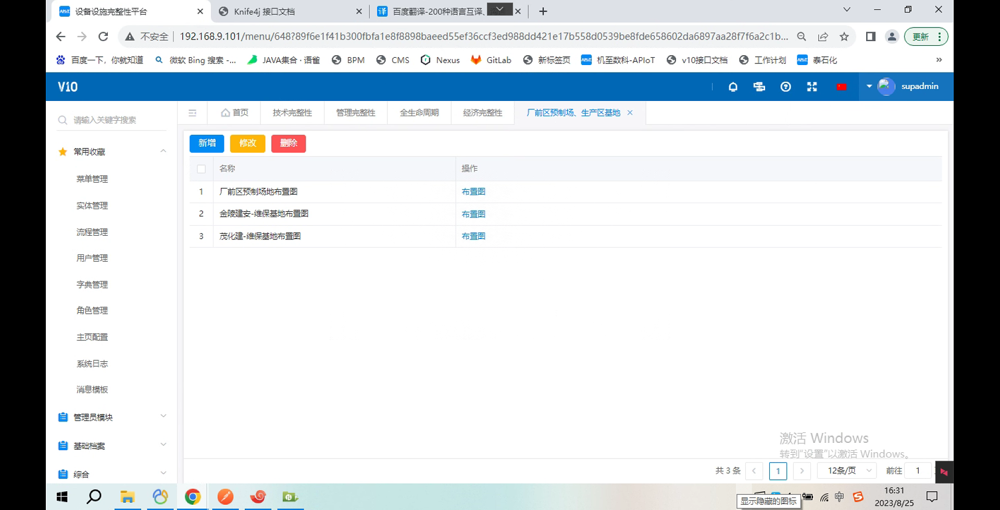 设备设施完整性平台
Knife4j 接口文档
百度翻译-200种语言互译、
不安全
192.168.9.101/menu/648?89f6e1f41b300fbfa1e8f8898baeed55ef36ccf3ed988dd421e17b558d0539be8fde658602da6897aa28f7f6a2c1b...
更新
百度一下，你就知道
微软 Bing 搜索 -...
JAVA集合 · 语雀
BPM
CMS
Nexus
GitLab
新标签页
机至数科-APIoT
v10接口文档
工作计划
泰石化
»
V10
supadmin
请输入关键字搜索
首页
技术完整性
管理完整性
全生命周期
经济完整性
厂前区预制场、生产区基地
常用收藏
菜单管理
实体管理
流程管理
用户管理
字典管理
角色管理
主页配置
系统日志
消息模板
管理员模块
基础档案
综合
新增
修改
删除
名称
操作
1
厂前区预制场地布置图
布置图
2
金陵建安-维保基地布置图
布置图
3
茂化建-维保基地布置图
布置图
激活 Windows
转到“设置”以激活 Windows。
共 3 条
1
12条/页
前往
1
显示隐藏的图标
中
16:31
2023/8/25